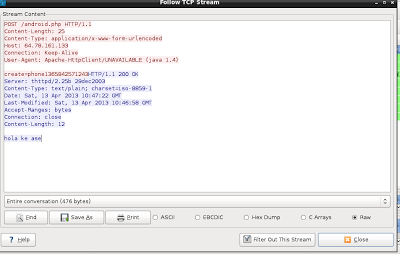 Follow TCP Stream
Stream Content
POST /android.php HTTP/1.1
Content-Length: 25
Content-Type: application/x-www-form-urlencoded
Host: 64.78.161.133
Connection: Keep-Alive
User-Agent: Apache-HttpClient/UNAVAILABLE (java 1.4)
create=phone1365842571243HTTP/1.1 200 OK
Server: thttpd/2.25b 29dec2003
Content-Type: text/plain; charset=iso-8859-1
Date: Sat, 13 Apr 2013 10:47:22 GMT
Last-Modified: Sat, 13 Apr 2013 10:46:58 GMT
Accept-Ranges: bytes
Connection: close
Content-Length: 12
hola ke ase
Entire conversation (476 bytes)
Find Save As Print ASCII EBCDIC Hex Dump C Arrays Raw
Help Filter Out This Stream Close